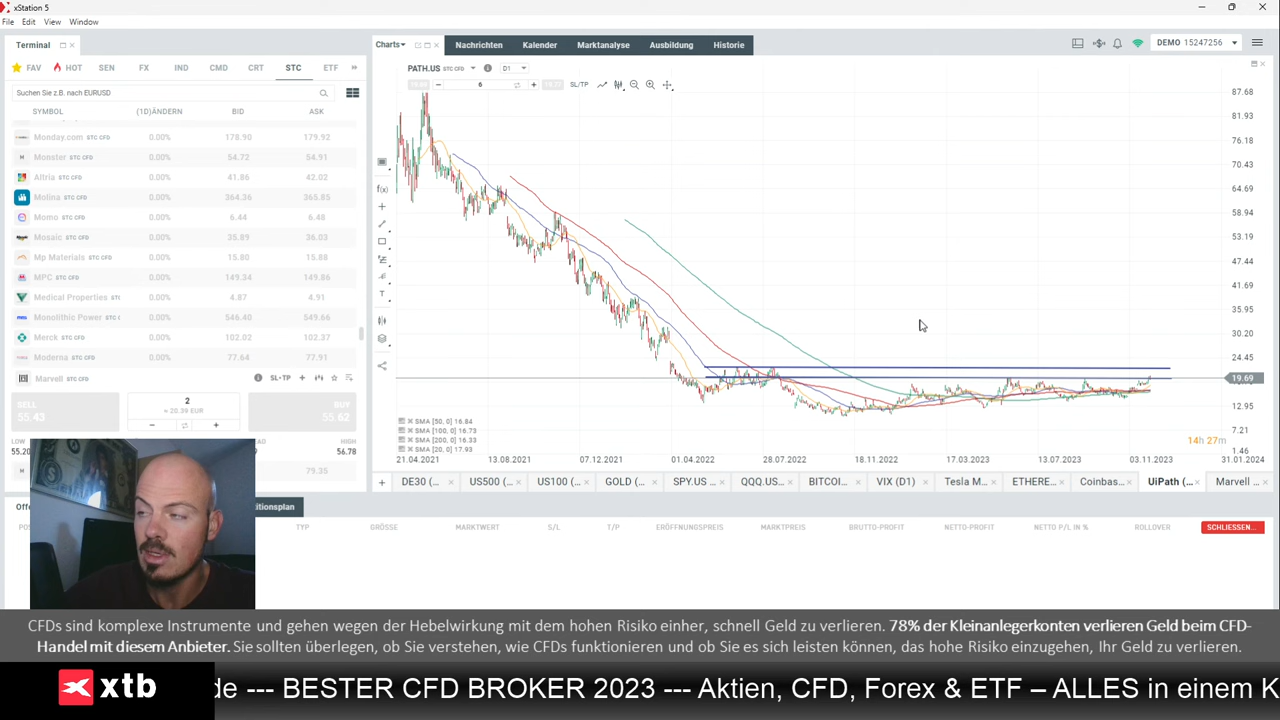 xStation 5
File Edit View Window
Terminal
FAV HOT SEN FX IND CMD CRT STC ETF
Suchen Sie z.B. nach EURUSD
SYMBOL (1D)ÄNDERN BID ASK
Monday.com STC CFD 0.00% 178.90 179.92
Monster STC CFD 0.00% 54.72 54.91
Altria STC CFD 0.00% 41.86 42.02
Molina STC CFD 0.00% 364.36 365.85
Momo STC CFD 0.00% 6.44 6.48
Mosaic STC CFD 0.00% 35.89 36.03
Mp Materials STC CFD 0.00% 15.80 15.88
MPC STC CFD 0.00% 149.34 149.86
Medical Properties 0.00% 4.87 4.91
Monolithic Power 0.00% 546.40 549.66
Merck STC CFD 0.00% 102.37
Moderna STC CFD 0.00% 77.64 77.91
Marvell STC CFD SL+TP
SELL 55.43
2
≈ 20.39 EUR
BUY 55.62
LOW 55.20
HIGH 56.78
79.35
Charts Nachrichten Kalender Marktanalyse Ausbildung Historie
DEMO 15247256
PATH.US STC CFD D1
6 SL/TP
87.68
81.93
76.18
70.43
64.69
58.94
53.19
47.44
41.69
35.95
30.20
24.45
19.69
12.95
7.21
1.46
SMA [50, 0] 16.84
SMA [100, 0] 16.73
SMA [200, 0] 16.33
SMA [20, 0] 17.93
14h 27m
21.04.2021 13.08.2021 07.12.2021 01.04.2022 28.07.2022 18.11.2022 17.03.2023 13.07.2023 03.11.2023 31.01.2024
DE30 (... US500 (... US100 (... GOLD (... SPY.US ... QQQ.US... BITCOI... VIX (D1) Tesla M... ETHERE... Coinbas... UiPath (... Marvell ...
TYP GRÖSSE MARKTWERT S/L T/P ERÖFFNUNGSPREIS MARKTPREIS BRUTTO-PROFIT NETTO-PROFIT NETTO P/L IN % ROLLOVER SCHLIESSEN...
CFDs sind komplexe Instrumente und gehen wegen der Hebelwirkung mit dem hohen Risiko einher, schnell Geld zu verlieren. 78% der Kleinanlegerkonten verlieren Geld beim CFD-
Handel mit diesem Anbieter. Sie sollten überlegen, ob Sie verstehen, wie CFDs funktionieren und ob Sie es sich leisten können, das hohe Risiko einzugehen, Ihr Geld zu verlieren.
xtb
de --- BESTER CFD BROKER 2023 --- Aktien, CFD, Forex & ETF – ALLES in einem K